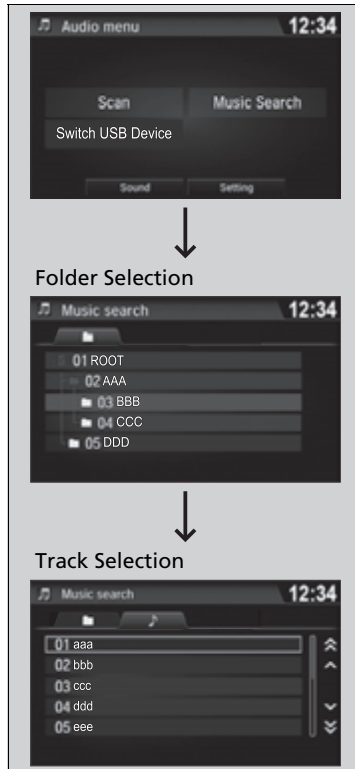 Audio menu 12:34
Scan Music Search
Switch USB Device
Sound Setting
Folder Selection
Music search 12:34
01 ROOT
02 AAA
03 BBB
04 CCC
05 DDD
Track Selection
Music search 12:34
01 aaa
02 bbb
03 ccc
04 ddd
05 eee